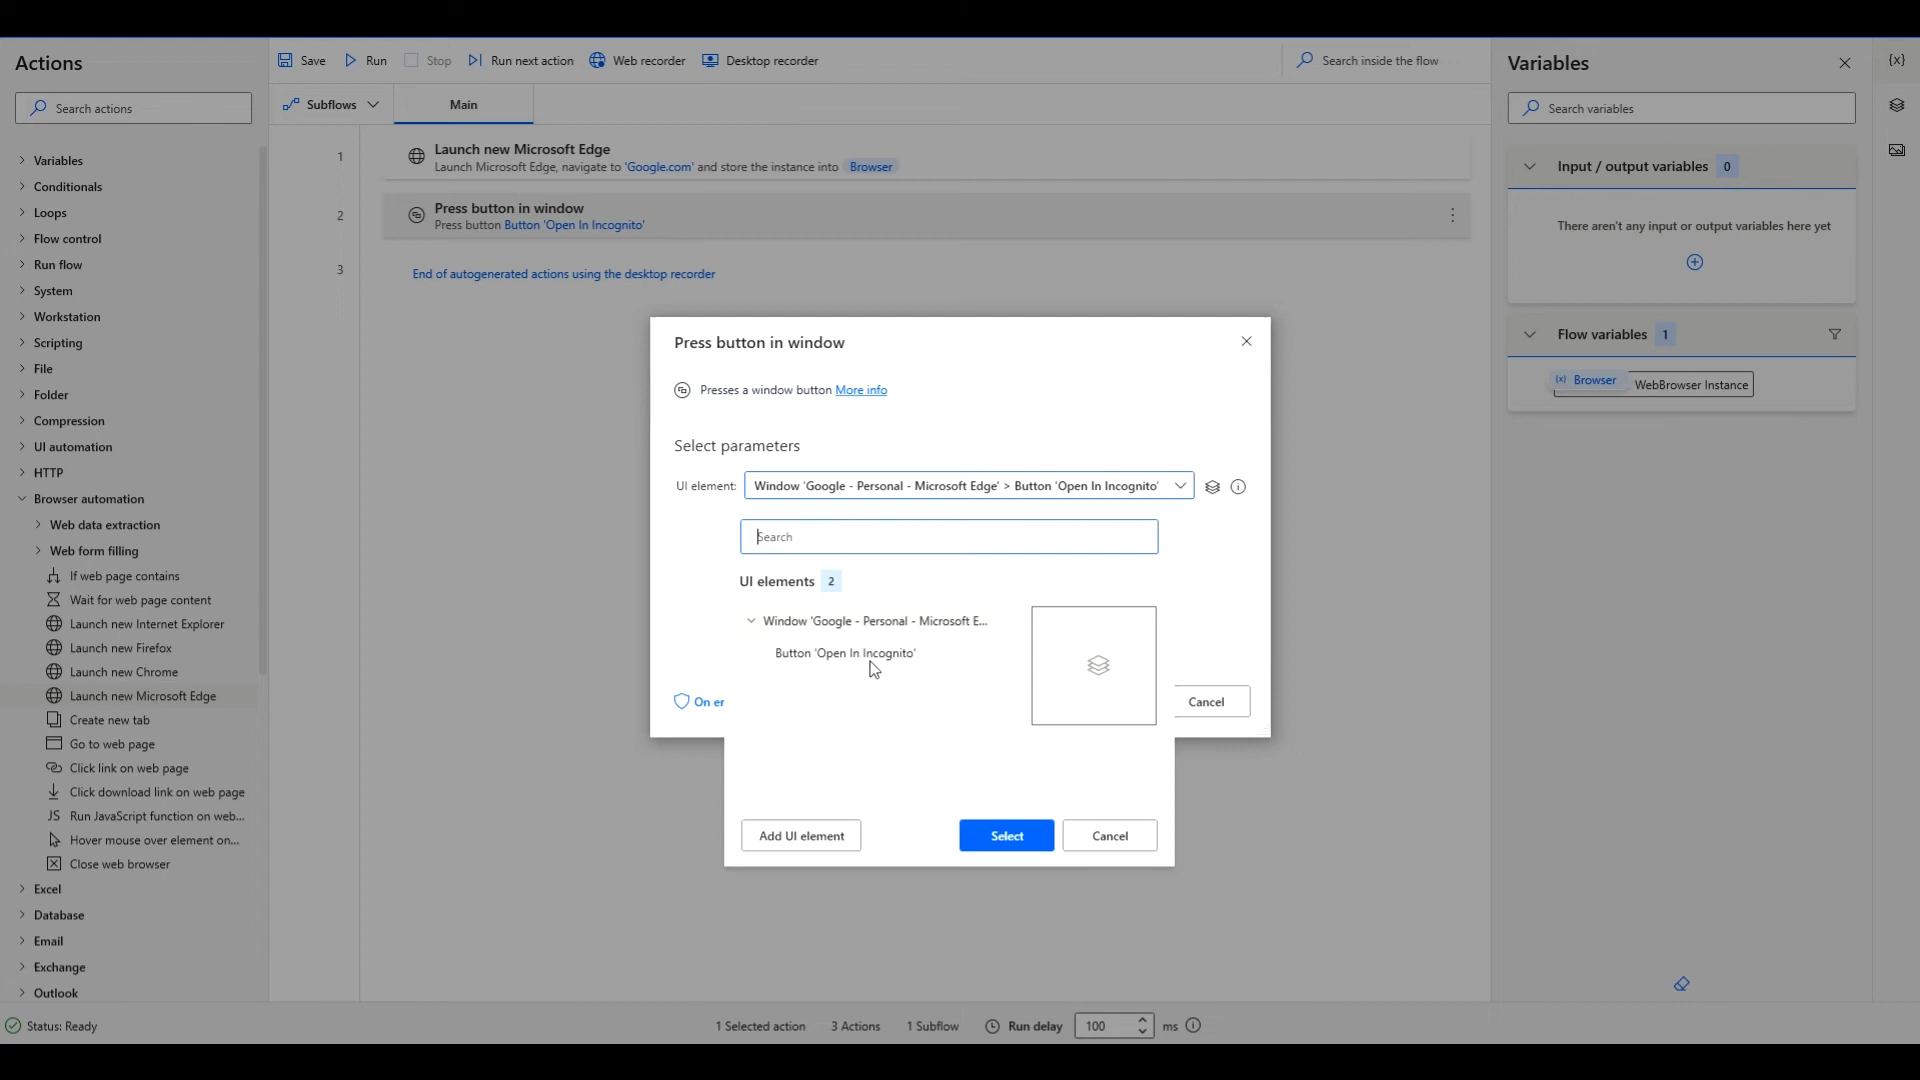 Actions
Search actions
Variables
Conditionals
Loops
Flow control
Run flow
System
Workstation
Scripting
File
Folder
Compression
UI automation
HTTP
Browser automation
Web data extraction
Web form filling
If web page contains
Wait for web page content
Launch new Internet Explorer
Launch new Firefox
Launch new Chrome
Launch new Microsoft Edge
Create new tab
Go to web page
Click link on web page
Click download link on web page
JS Run JavaScript function on web...
Hover mouse over element on...
Close web browser
Excel
Database
Email
Exchange
Outlook
Save Run Stop Run next action Web recorder Desktop recorder Search inside the flow
Subflows Main
1 Launch new Microsoft Edge
Launch Microsoft Edge, navigate to 'Google.com' and store the instance into Browser
2 Press button in window
Press button Button 'Open In Incognito'
3 End of autogenerated actions using the desktop recorder
Press button in window
Presses a window button More info
Select parameters
UI element: Window 'Google - Personal - Microsoft Edge' > Button 'Open In Incognito'
Search
UI elements 2
Window 'Google - Personal - Microsoft E...
Button 'Open In Incognito'
On er
Cancel
Add UI element Select Cancel
Variables
{x}
Search variables
Input / output variables 0
There aren't any input or output variables here yet
Flow variables 1
{x} Browser WebBrowser Instance
Status: Ready 1 Selected action 3 Actions 1 Subflow Run delay 100 ms